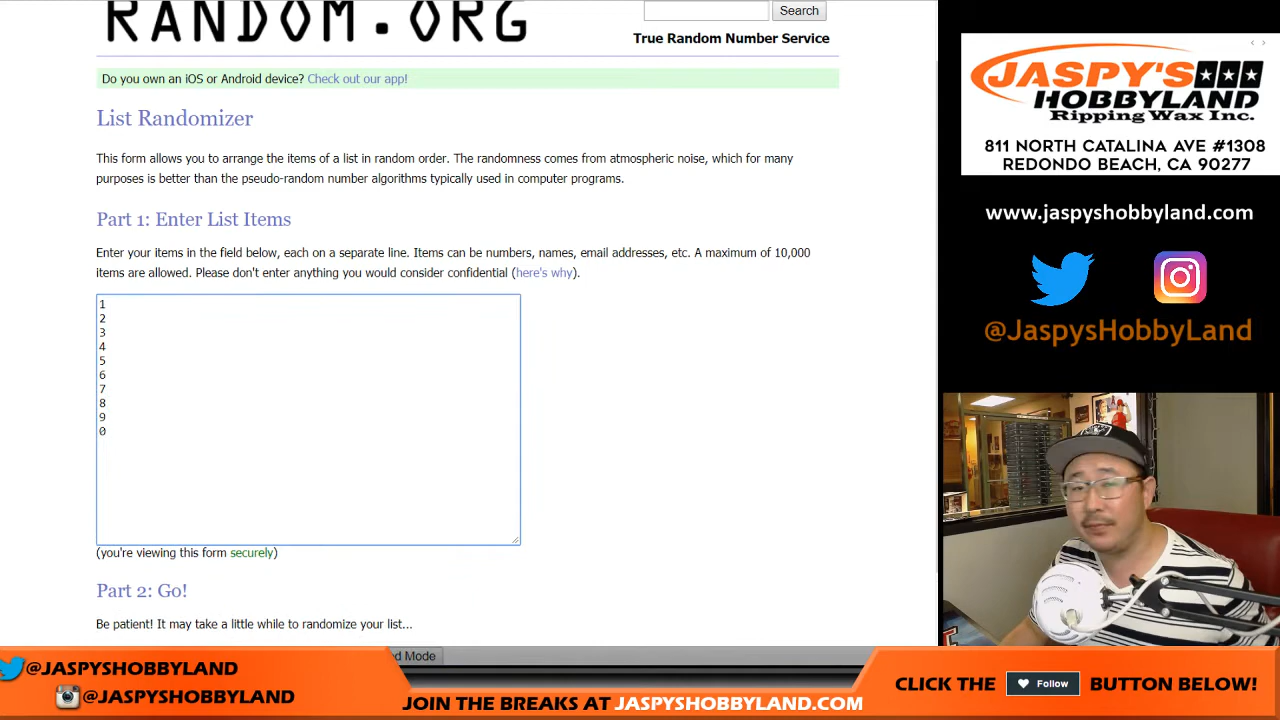 RANDOM.ORG
Search
True Random Number Service
Do you own an iOS or Android device? Check out our app!
List Randomizer
This form allows you to arrange the items of a list in random order. The randomness comes from atmospheric noise, which for many
purposes is better than the pseudo-random number algorithms typically used in computer programs.
Part 1: Enter List Items
Enter your items in the field below, each on a separate line. Items can be numbers, names, email addresses, etc. A maximum of 10,000
items are allowed. Please don't enter anything you would consider confidential (here's why).
1
2
3
4
5
6
7
8
9
0
(you're viewing this form securely)
Part 2: Go!
Be patient! It may take a little while to randomize your list...
Mode
JASPY'S
HOBBYLAND
Ripping Wax Inc.
811 NORTH CATALINA AVE #1308
REDONDO BEACH, CA 90277
www.jaspyshobbyland.com
@JaspysHobbyLand
@JASPYSHOBBYLAND
@JASPYSHOBBYLAND
JOIN THE BREAKS AT JASPYSHOBBYLAND.COM
CLICK THE Follow BUTTON BELOW!